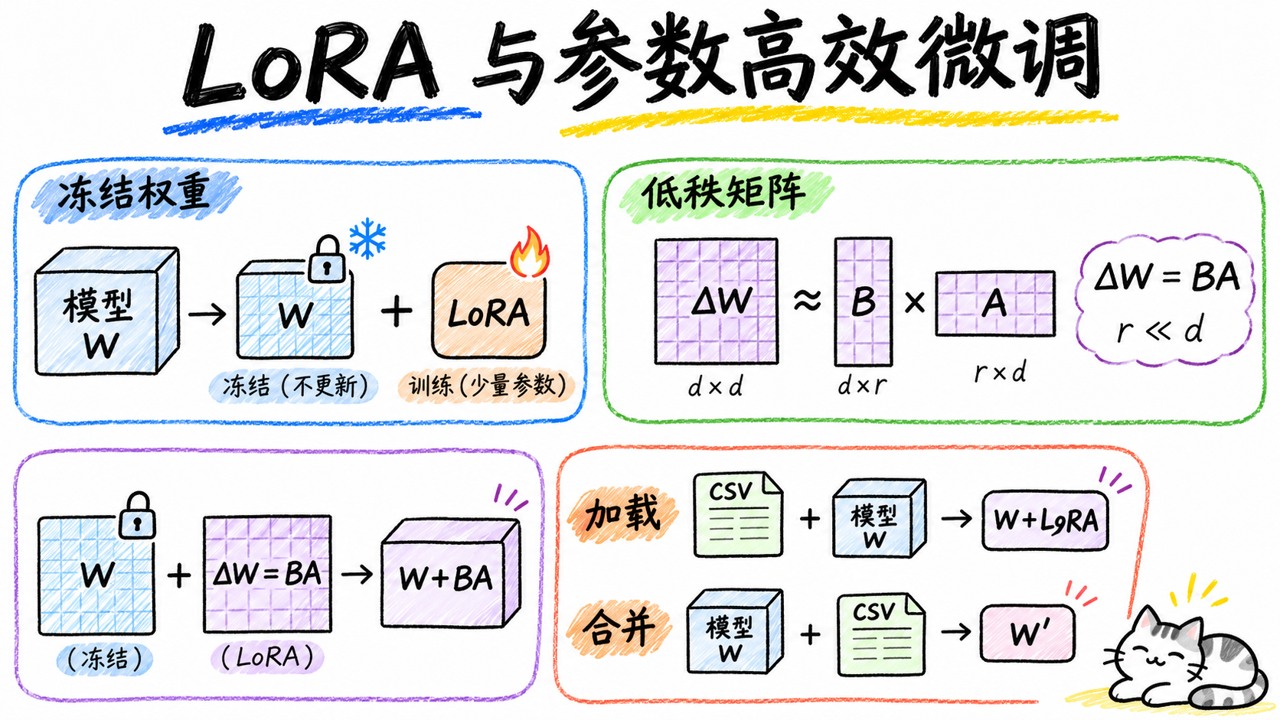 LoRA 与参数高效微调
冻结权重
模型
W
W
+
LoRA
冻结 (不更新)
训练 (少量参数)
低秩矩阵
ΔW ≈ B × A
d×d
d×r
r×d
ΔW = BA
r ≪ d
W + ΔW = BA → W + BA
(冻结)
(LoRA)
加载
CSV
+
模型
W
W+LgRA
合并
模型
W
+
CSV
W′